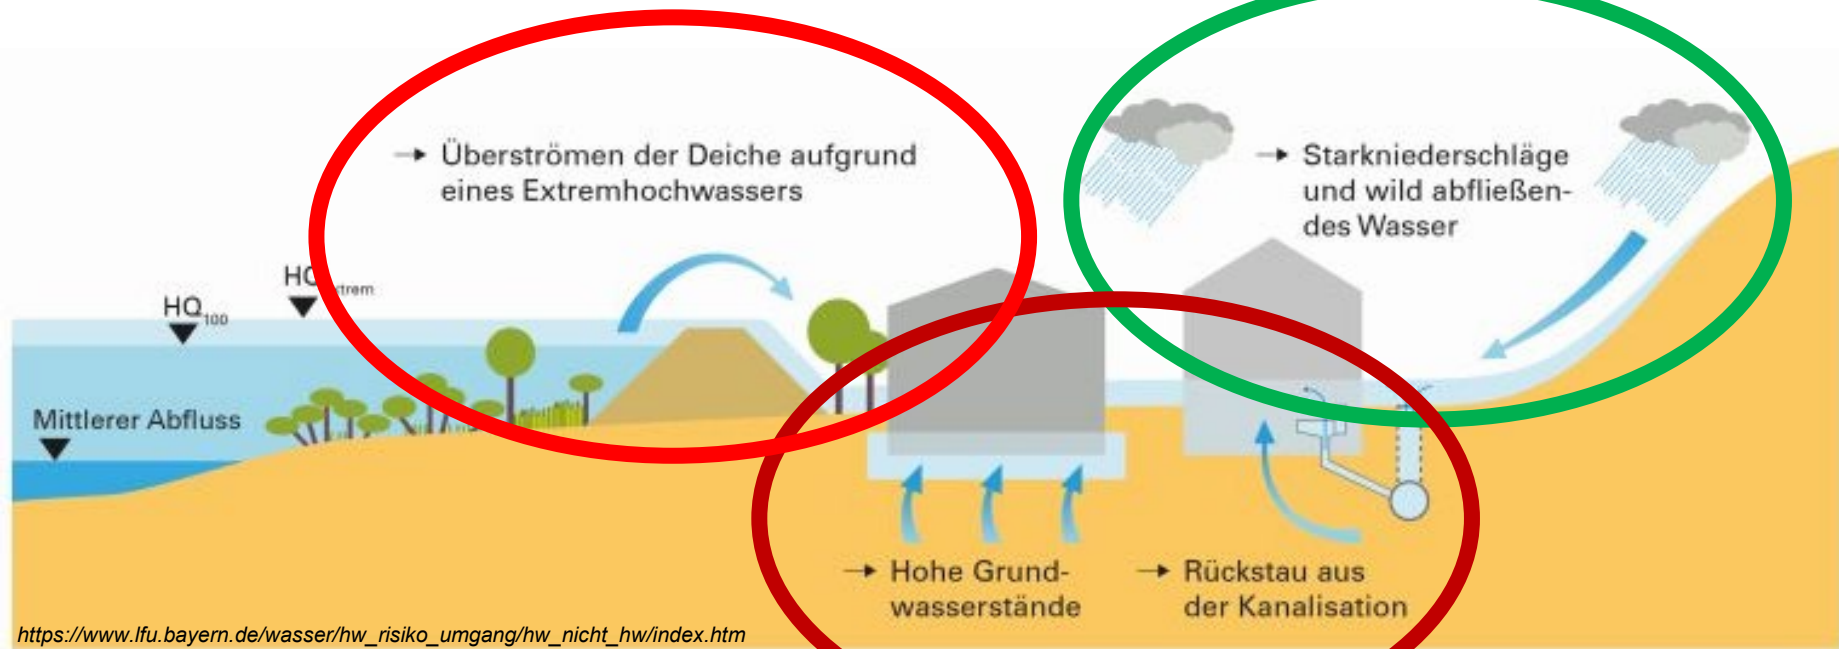 → Überströmen der Deiche aufgrund
eines Extremhochwassers
→ Starkniederschläge
und wild abfließen-
des Wasser
HQ100
Mittlerer Abfluss
→ Hohe Grund-
wasserstände
→ Rückstau aus
der Kanalisation
https://www.lfu.bayern.de/wasser/hw_risiko_umgang/hw_nicht_hw/index.htm